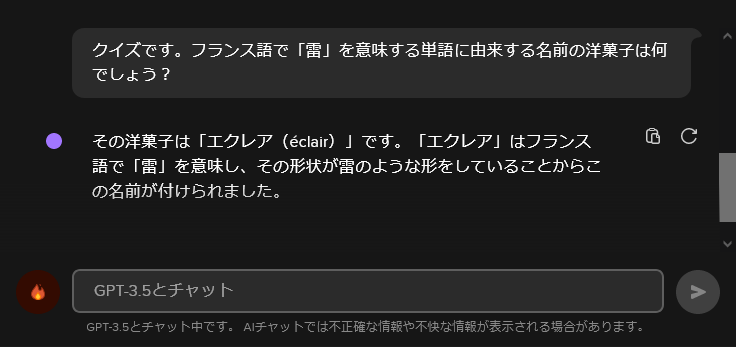 クイズです。フランス語で「雷」を意味する単語に由来する名前の洋菓子は何
でしょう？
その洋菓子は「エクレア（éclair）」です。「エクレア」はフランス
語で「雷」を意味し、その形状が雷のような形をしていることからこ
の名前が付けられました。
GPT-3.5とチャット
GPT-3.5とチャット中です。 AIチャットでは不正確な情報や不快な情報が表示される場合があります。